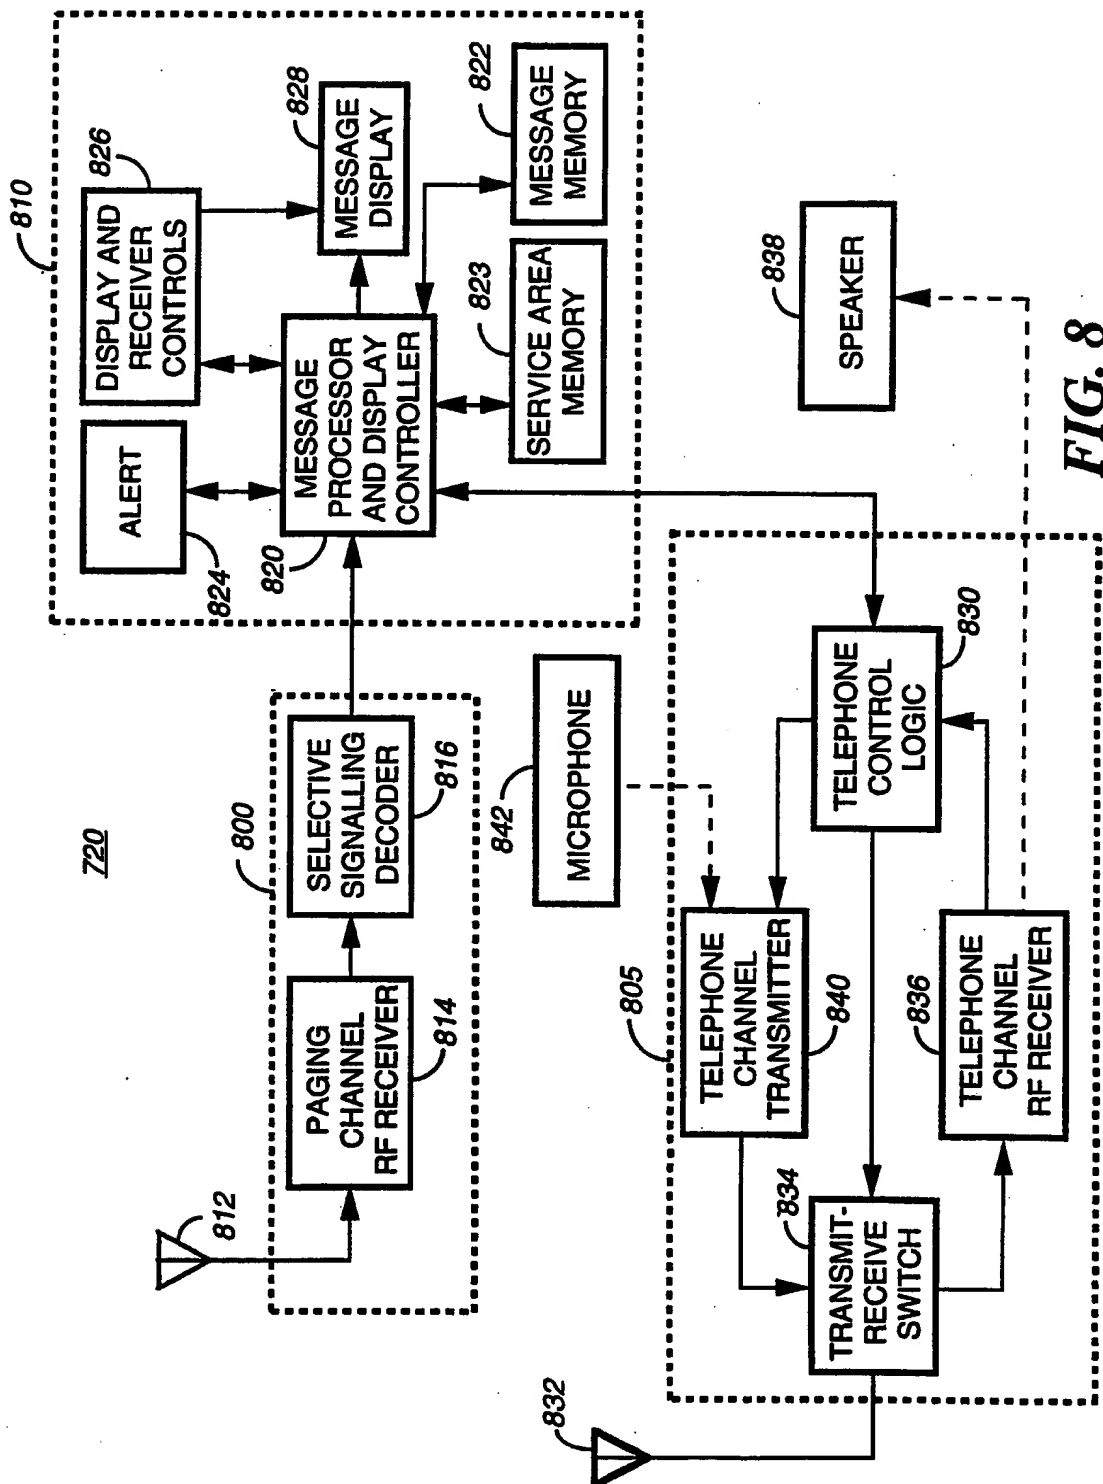 720
810
DISPLAY AND
RECEIVER
CONTROLS
826
ALERT
824
MESSAGE
DISPLAY
828
MESSAGE
PROCESSOR
AND DISPLAY
CONTROLLER
820
MESSAGE
MEMORY
822
SERVICE AREA
MEMORY
823
800
812
PAGING
CHANNEL
RF RECEIVER
814
SELECTIVE
SIGNALLING
DECODER
816
842
MICROPHONE
SPEAKER
838
805
TELEPHONE
CHANNEL
TRANSMITTER
840
TELEPHONE
CONTROL
LOGIC
830
832
834
TRANSMIT-
RECEIVE
SWITCH
836
TELEPHONE
CHANNEL
RF RECEIVER
FIG. 8